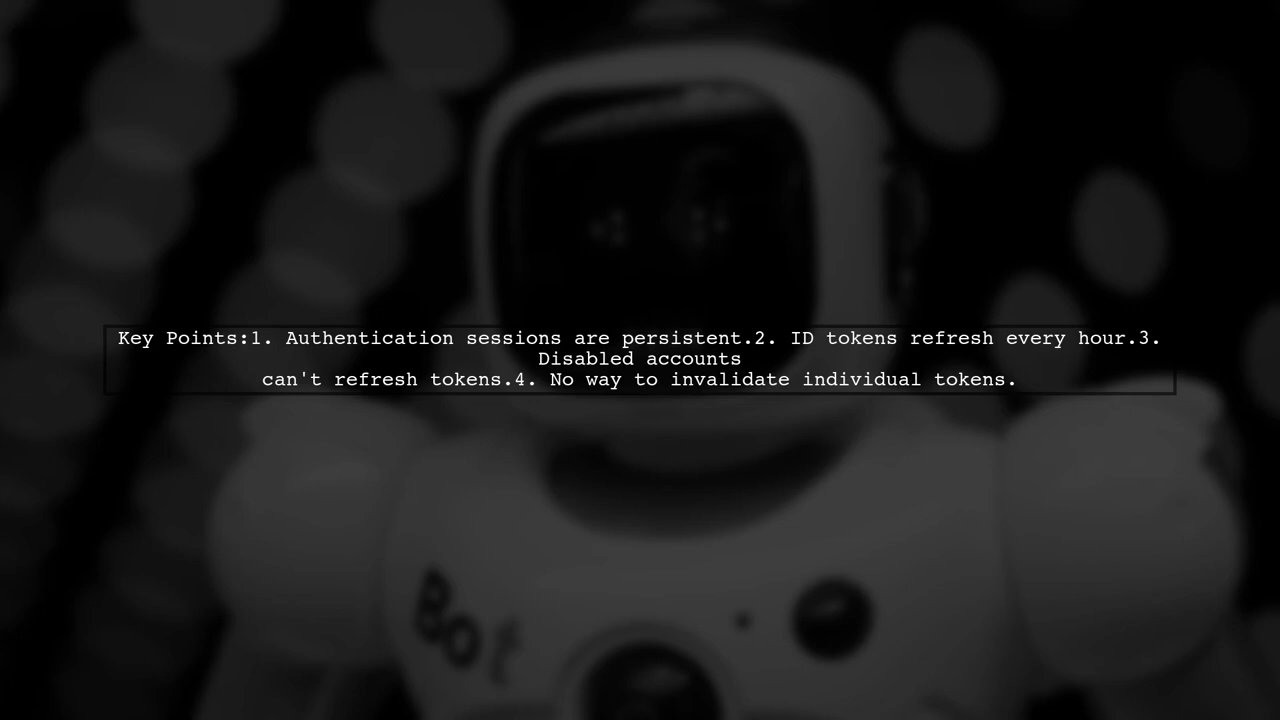 Key Points:1. Authentication sessions are persistent.2. ID tokens refresh every hour.3.
Disabled accounts
can't refresh tokens.4. No way to invalidate individual tokens.
Bot